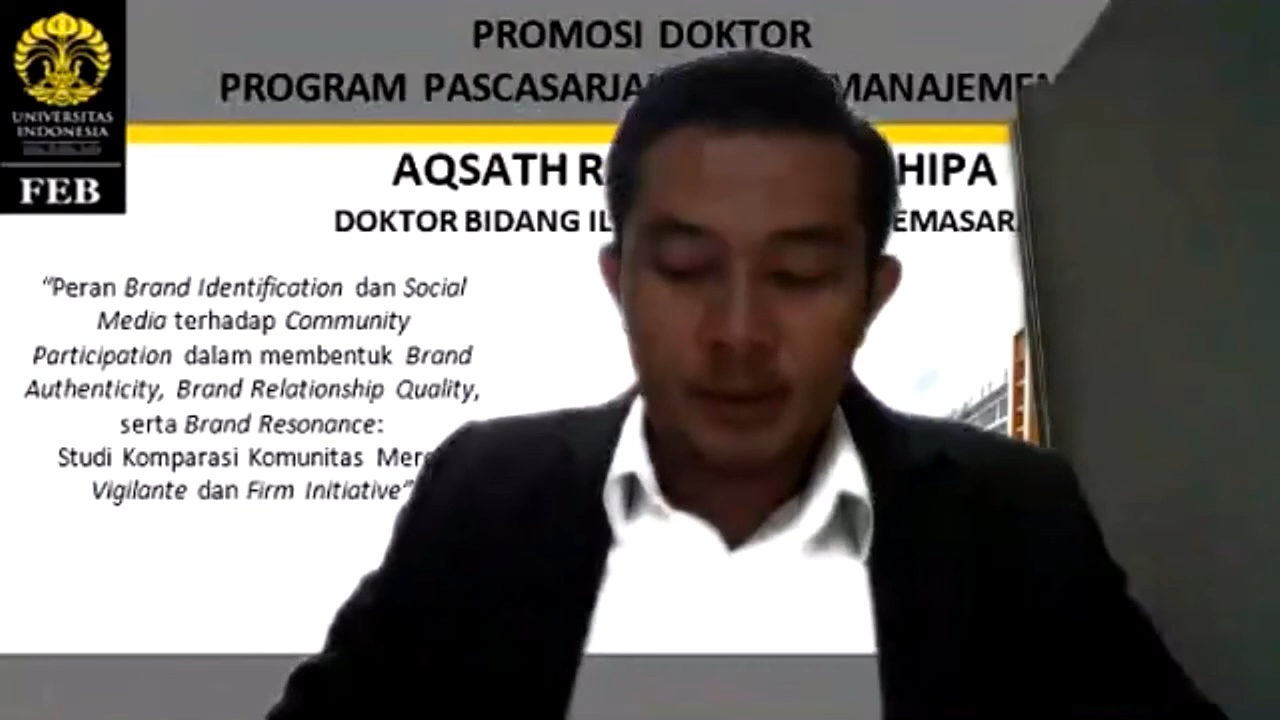 UNIVERSITAS
INDONESIA
FEB
PROMOSI DOKTOR
PROGRAM PASCASARJA MANAJEMEN
AQSATH R HIPA
DOKTOR BIDANG IL EMASAR
“Peran Brand Identification dan Social
Media terhadap Community
Participation dalam membentuk Brand
Authenticity, Brand Relationship Quality,
serta Brand Resonance:
Studi Komparasi Komunitas Mer
Vigilante dan Firm Initiative”